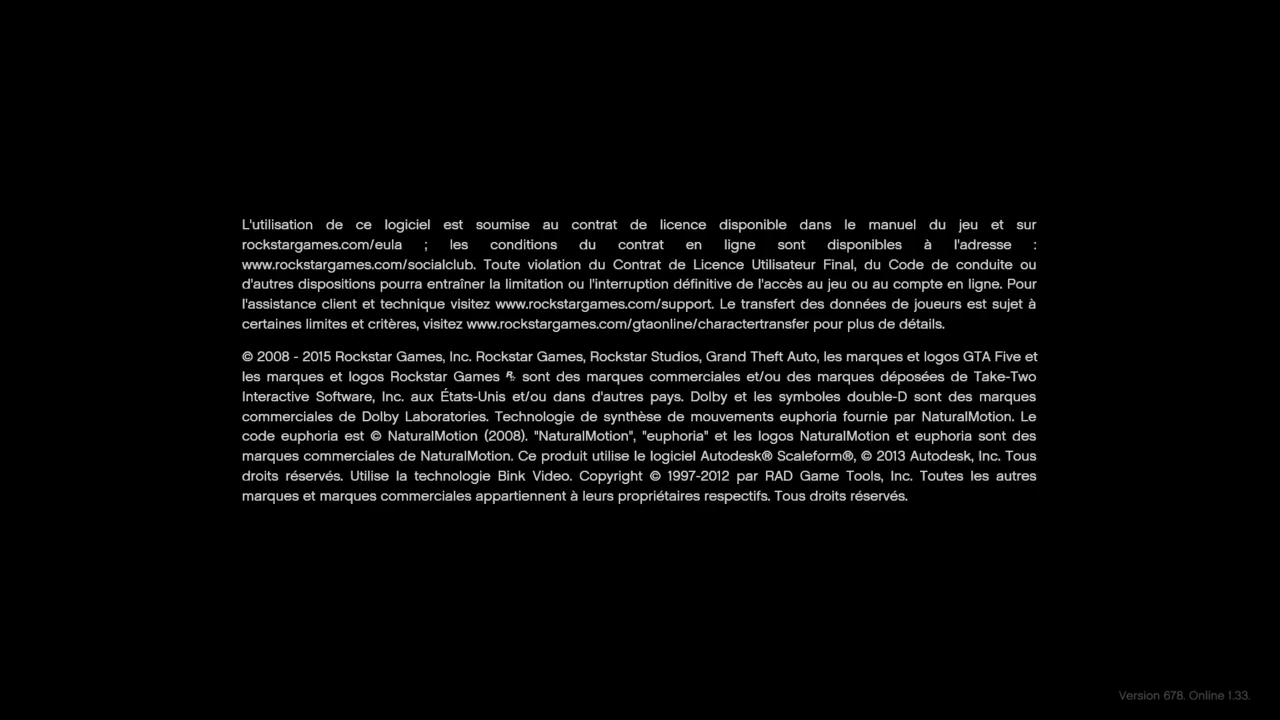 L'utilisation de ce logiciel est soumise au contrat de licence disponible dans le manuel du jeu et sur
rockstargames.com/eula ; les conditions du contrat en ligne sont disponibles à l'adresse :
www.rockstargames.com/socialclub. Toute violation du Contrat de Licence Utilisateur Final, du Code de conduite ou
d'autres dispositions pourra entraîner la limitation ou l'interruption définitive de l'accès au jeu ou au compte en ligne. Pour
l'assistance client et technique visitez www.rockstargames.com/support. Le transfert des données de joueurs est sujet à
certaines limites et critères, visitez www.rockstargames.com/gtaonline/charactertransfer pour plus de détails.
© 2008 - 2015 Rockstar Games, Inc. Rockstar Games, Rockstar Studios, Grand Theft Auto, les marques et logos GTA Five et
les marques et logos Rockstar Games R* sont des marques commerciales et/ou des marques déposées de Take-Two
Interactive Software, Inc. aux États-Unis et/ou dans d'autres pays. Dolby et les symboles double-D sont des marques
commerciales de Dolby Laboratories. Technologie de synthèse de mouvements euphoria fournie par NaturalMotion. Le
code euphoria est © NaturalMotion (2008). "NaturalMotion", "euphoria" et les logos NaturalMotion et euphoria sont des
marques commerciales de NaturalMotion. Ce produit utilise le logiciel Autodesk® Scaleform®, © 2013 Autodesk, Inc. Tous
droits réservés. Utilise la technologie Bink Video. Copyright © 1997-2012 par RAD Game Tools, Inc. Toutes les autres
marques et marques commerciales appartiennent à leurs propriétaires respectifs. Tous droits réservés.
Version 678. Online 1.33.